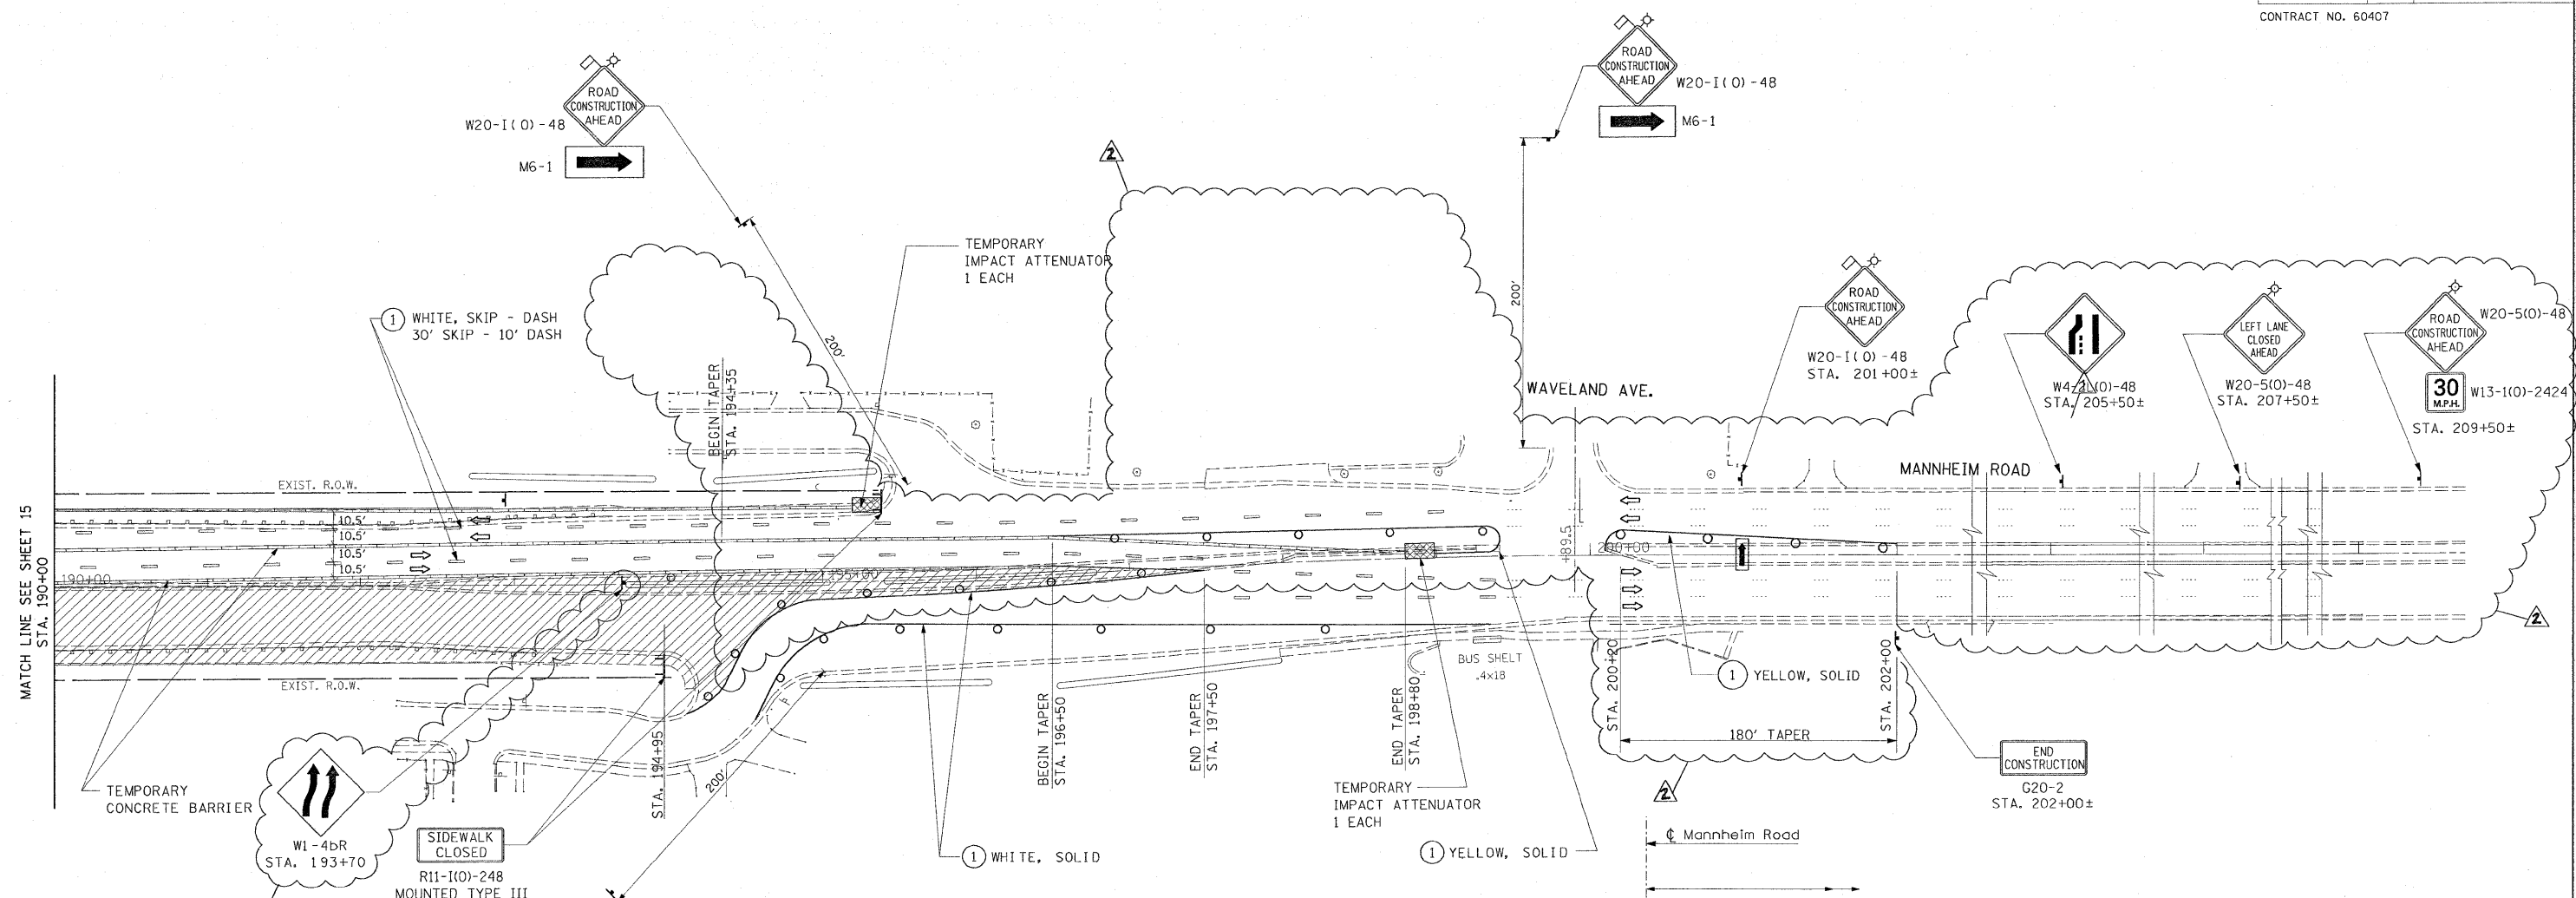 CONTRACT NO. 60407
ROAD
CONSTRUCTION
AHEAD
W20-I(O)-48
M6-1
ROAD
CONSTRUCTION
AHEAD
W20-I(O)-48
M6-1
2
200'
TEMPORARY
IMPACT ATTENUATOR
1 EACH
1 WHITE, SKIP - DASH
30' SKIP - 10' DASH
200'
BEGIN TAPER
STA. 194+35
ROAD
CONSTRUCTION
AHEAD
W20-I(O)-48
STA. 201+00±
STA. 205+50±
LEFT LANE
CLOSED
AHEAD
W20-5(O)-48
STA. 207+50±
ROAD
CONSTRUCTION
AHEAD
W20-5(O)-48
30
M.P.H.
W13-1(O)-2424
STA. 209+50±
WAVELAND AVE.
MANNHEIM ROAD
EXIST. R.O.W.
10.5'
10.5'
10.5'
10.5'
190+00
195+00
200+00
+89.5
MATCH LINE SEE SHEET 15
STA. 190+00
EXIST. R.O.W.
TEMPORARY
CONCRETE BARRIER
W1-4bR
STA. 193+70
SIDEWALK
CLOSED
R11-I(O)-248
MOUNTED TYPE III
STA. 194+95
200'
BEGIN TAPER
STA. 196+50
END TAPER
STA. 197+50
END TAPER
STA. 198+80
BUS SHELT
.4x18
1 WHITE, SOLID
TEMPORARY
IMPACT ATTENUATOR
1 EACH
1 YELLOW, SOLID
STA. 200+20
180' TAPER
STA. 202+00
1 YELLOW, SOLID
2
2
END
CONSTRUCTION
G20-2
STA. 202+00±
℄ Mannheim Road